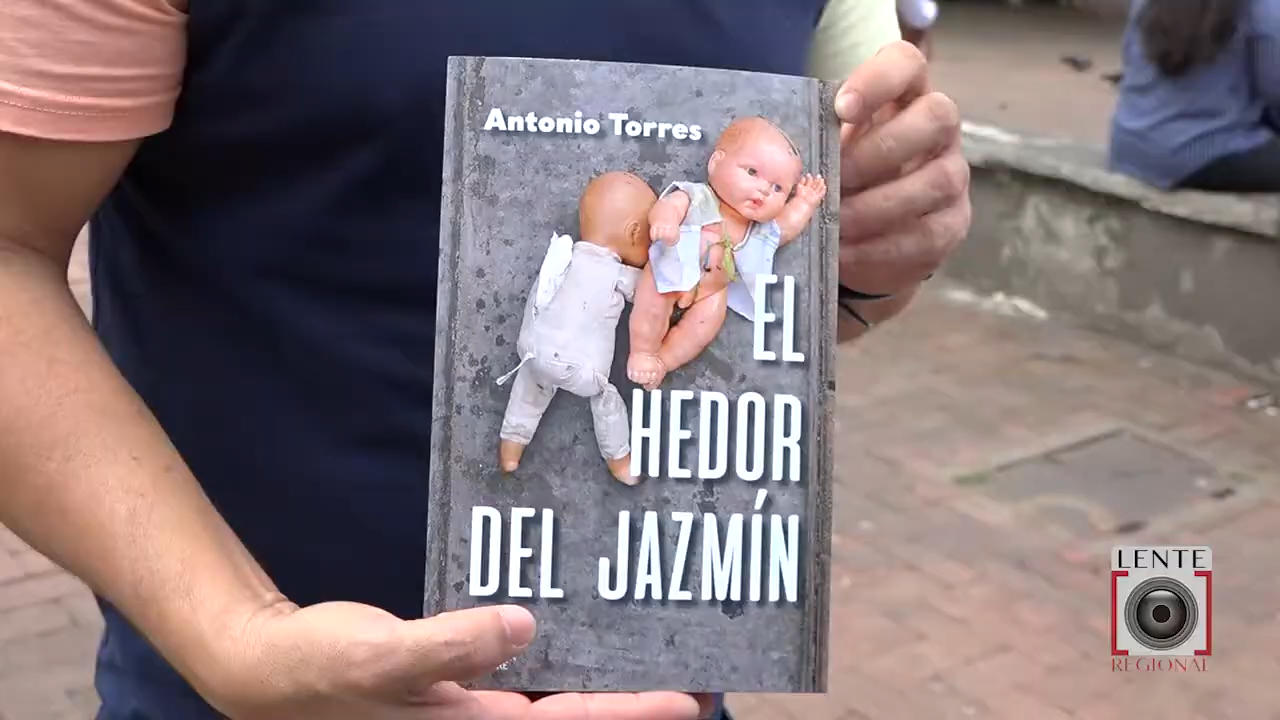 Antonio Torres
EL
HEDOR
DEL JAZMÍN
LENTE
REGIONAL